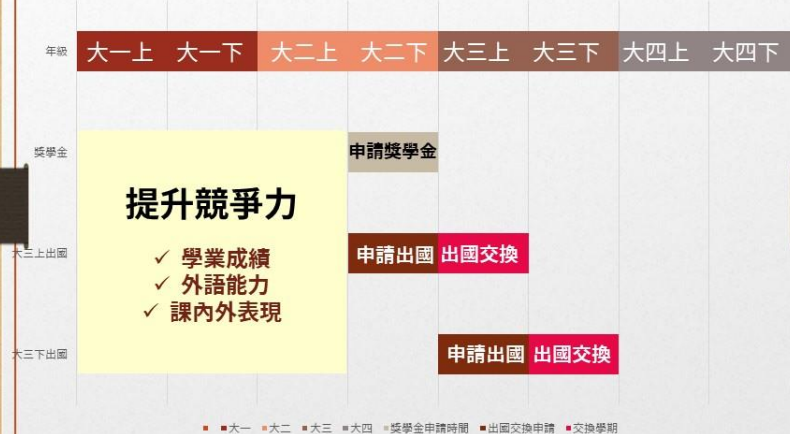 年級 大一上 大一下 大二上 大二下 大三上 大三下 大四上 大四下
獎學金 申請獎學金
提升競爭力
✓ 學業成績
✓ 外語能力
✓ 課內外表現
大三上出國 申請出國 出國交換
大三下出國 申請出國 出國交換
大一 大二 大三 大四 獎學金申請時間 出國交換申請 交換學期